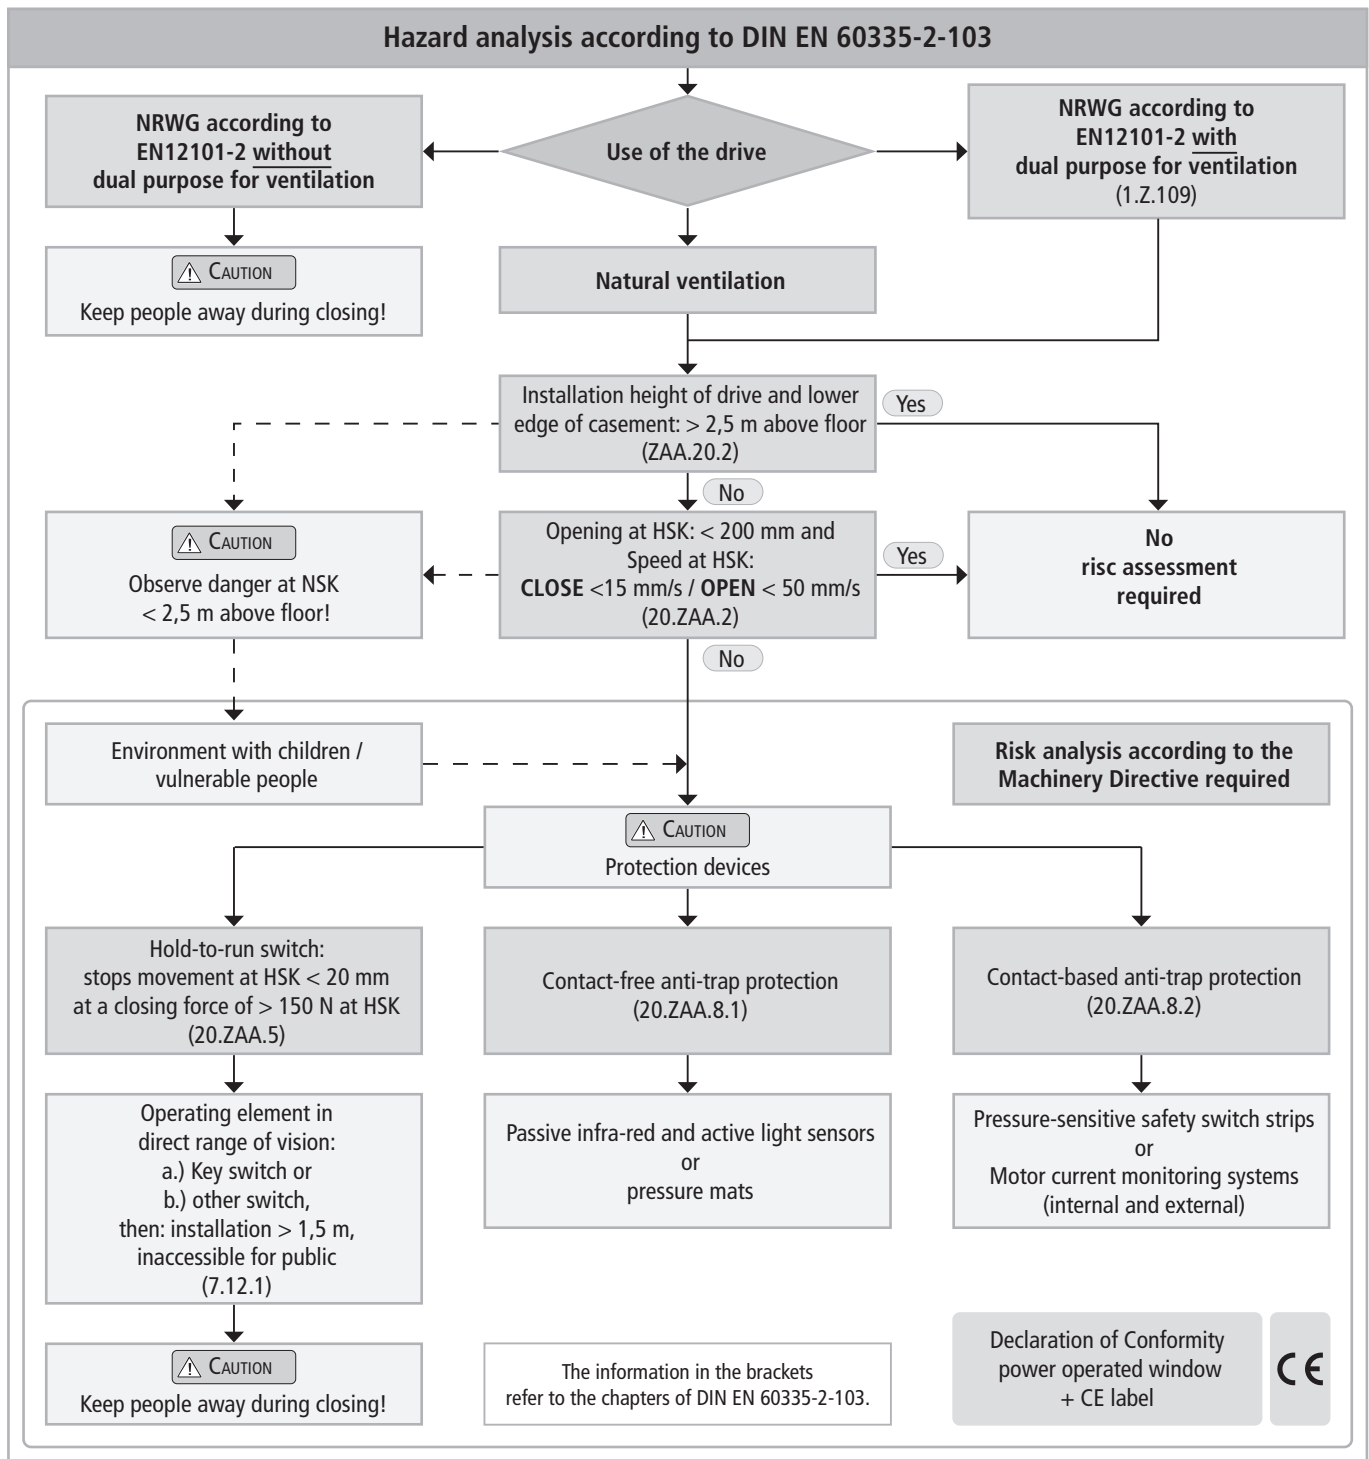 Hazard analysis according to DIN EN 60335-2-103
NRWG according to
EN12101-2 without
dual purpose for ventilation
Use of the drive
NRWG according to
EN12101-2 with
dual purpose for ventilation
(1.Z.109)
CAUTION
Keep people away during closing!
Natural ventilation
Installation height of drive and lower
edge of casement: > 2,5 m above floor
(ZAA.20.2)
Yes
No
CAUTION
Observe danger at NSK
< 2,5 m above floor!
Opening at HSK: < 200 mm and
Speed at HSK:
CLOSE <15 mm/s / OPEN < 50 mm/s
(20.ZAA.2)
Yes
No
risc assessment
required
No
Environment with children /
vulnerable people
Risk analysis according to the
Machinery Directive required
CAUTION
Protection devices
Hold-to-run switch:
stops movement at HSK < 20 mm
at a closing force of > 150 N at HSK
(20.ZAA.5)
Contact-free anti-trap protection
(20.ZAA.8.1)
Contact-based anti-trap protection
(20.ZAA.8.2)
Operating element in
direct range of vision:
a.) Key switch or
b.) other switch,
then: installation > 1,5 m,
inaccessible for public
(7.12.1)
Passive infra-red and active light sensors
or
pressure mats
Pressure-sensitive safety switch strips
or
Motor current monitoring systems
(internal and external)
CAUTION
Keep people away during closing!
The information in the brackets
refer to the chapters of DIN EN 60335-2-103.
Declaration of Conformity
power operated window
+ CE label
CE